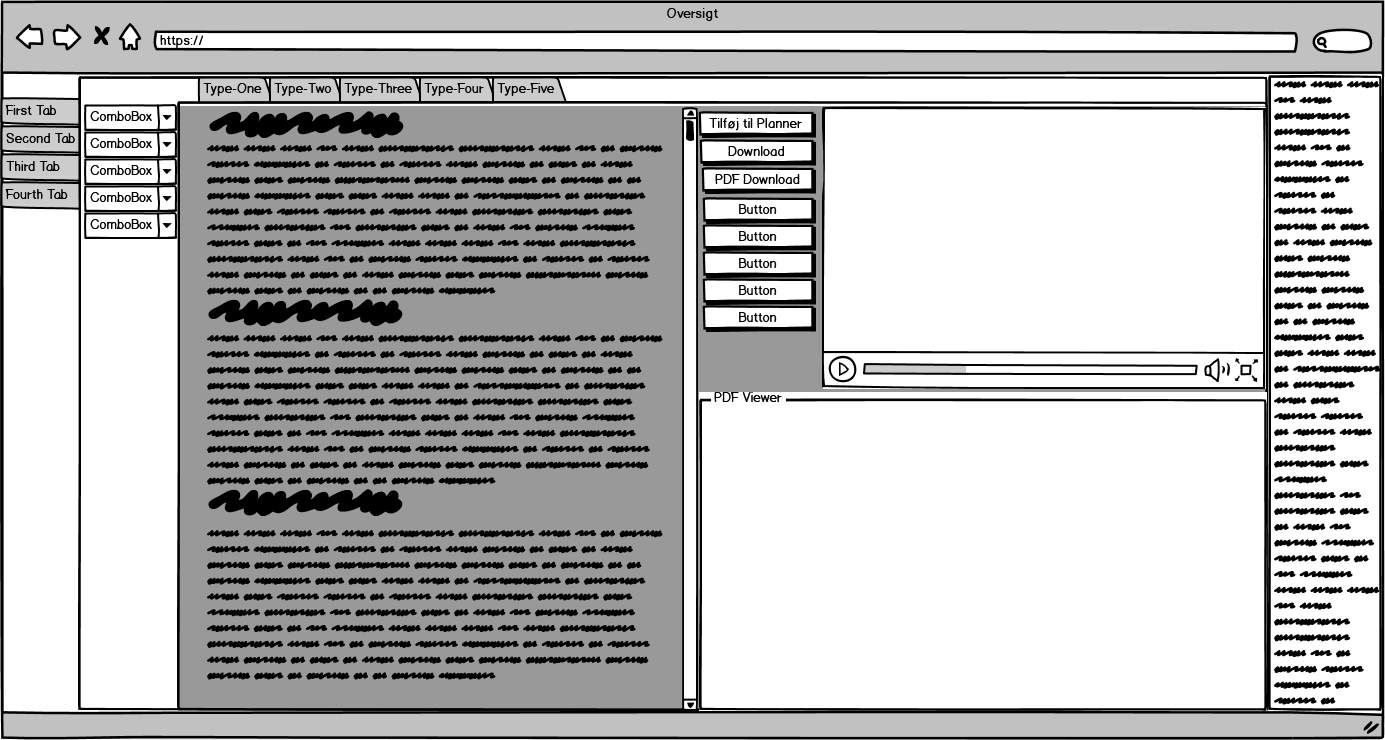 Oversigt
https://
Type-One Type-Two Type-Three Type-Four Type-Five
First Tab
Second Tab
Third Tab
Fourth Tab
ComboBox
ComboBox
ComboBox
ComboBox
ComboBox
Tilføj til Planner
Download
PDF Download
Button
Button
Button
Button
Button
PDF Viewer